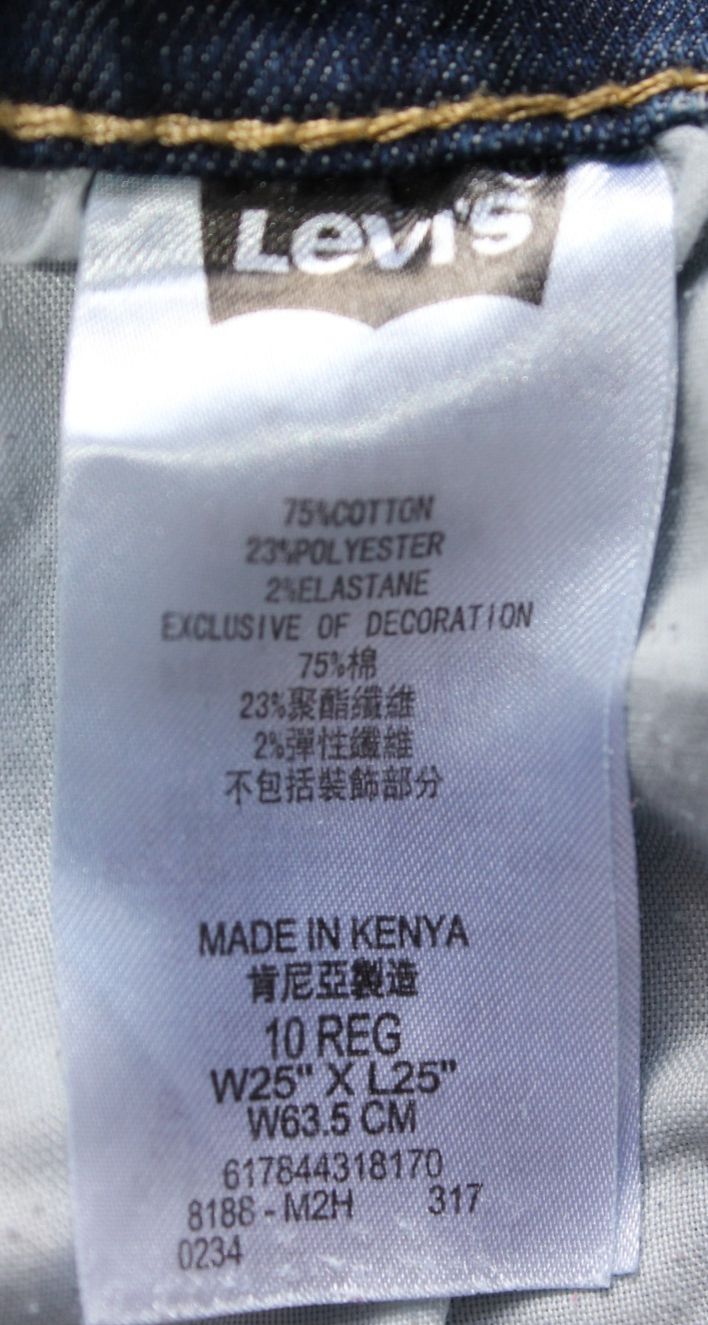 Levi's
75%COTTON
23%POLYESTER
2%ELASTANE
EXCLUSIVE OF DECORATION
75%棉
23%聚酯纖維
2%彈性纖維
不包括裝飾部分
MADE IN KENYA
肯尼亞製造
10 REG
W25" X L25"
W63.5 CM
617844318170
8188 - M2H 317
0234